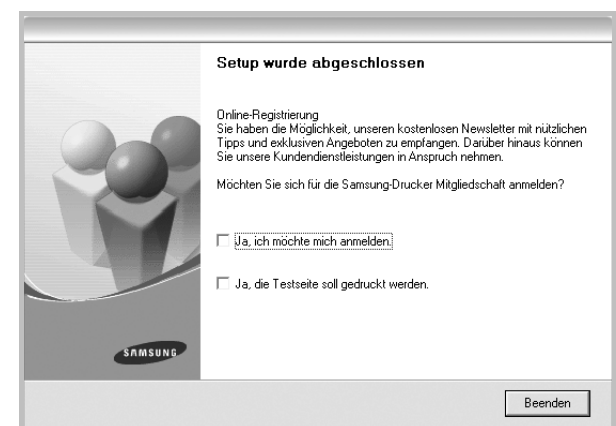 Setup wurde abgeschlossen
Online-Registrierung
Sie haben die Möglichkeit, unseren kostenlosen Newsletter mit nützlichen
Tipps und exklusiven Angeboten zu empfangen. Darüber hinaus können
Sie unsere Kundendienstleistungen in Anspruch nehmen.
Möchten Sie sich für die Samsung-Drucker Mitgliedschaft anmelden?
Ja, ich möchte mich anmelden.
Ja, die Testseite soll gedruckt werden.
SAMSUNG
Beenden